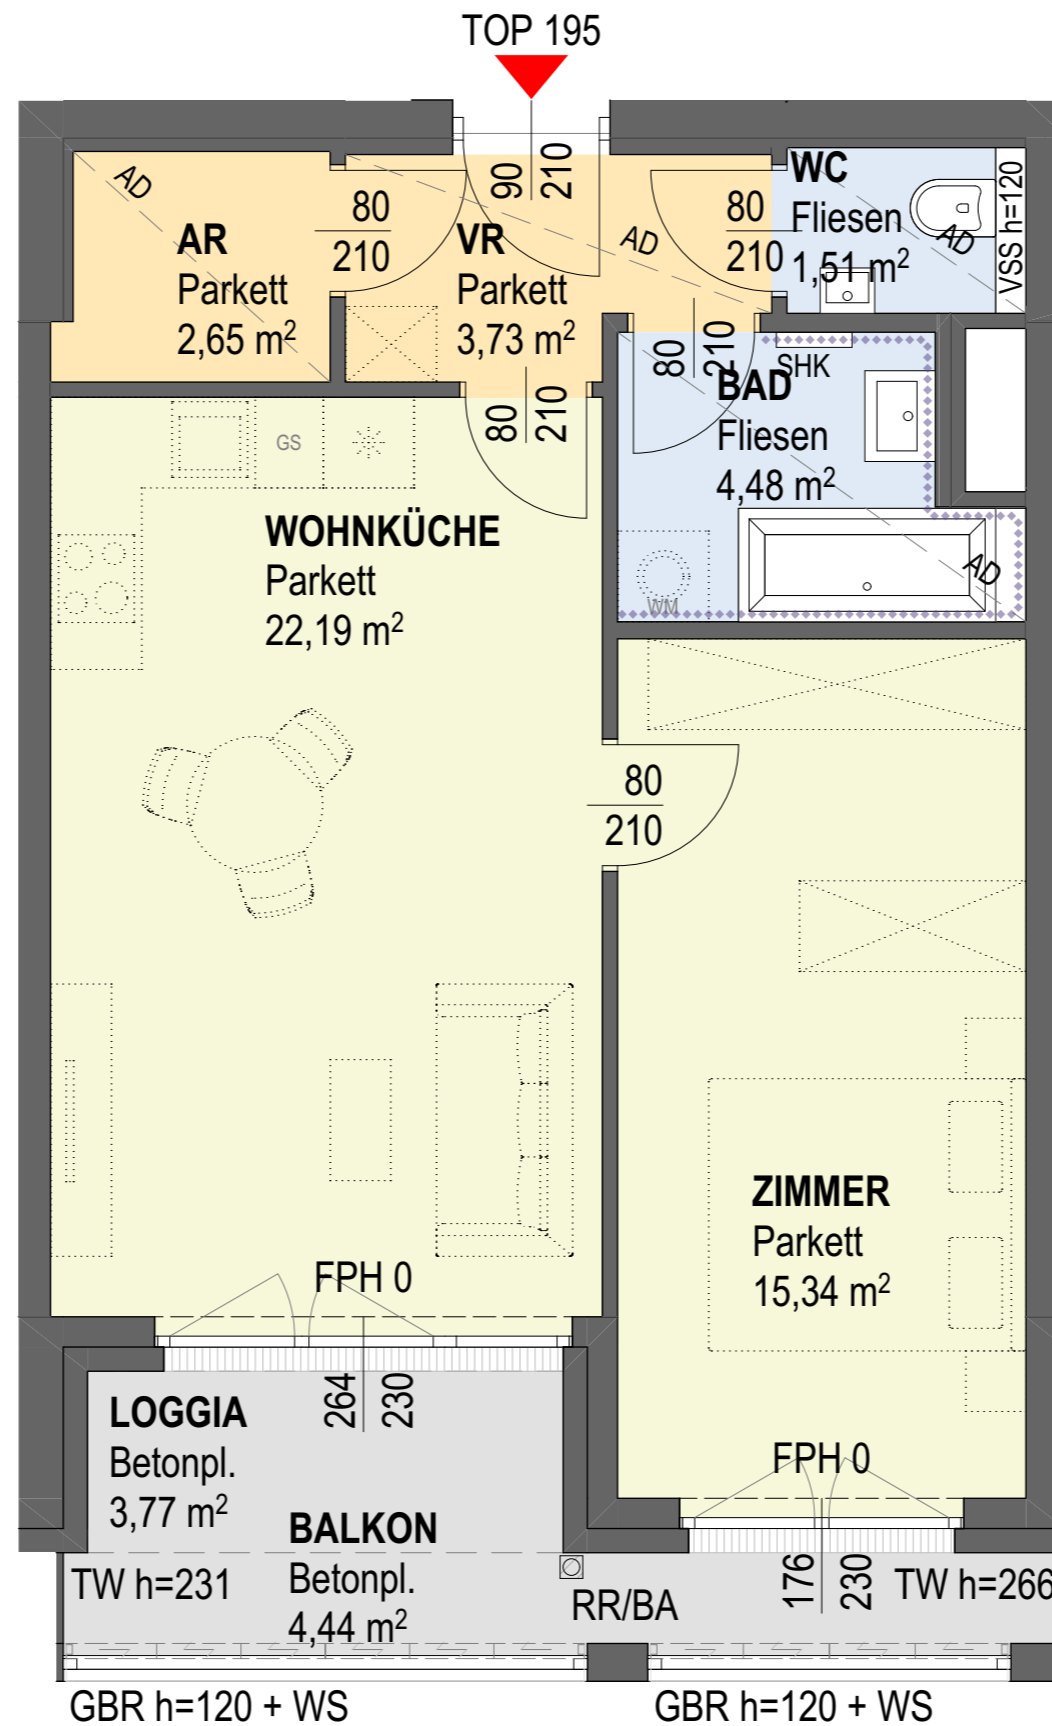 TOP 195
AD
AR
Parkett
2,65 m²
80
210
90
210
VR
Parkett
3,73 m²
AD
80
210
WC
Fliesen
1,51 m²
AD
VSS h=120
80
210
80
210
SHK
BAD
Fliesen
4,48 m²
AD
WM
GS
WOHNKÜCHE
Parkett
22,19 m²
80
210
ZIMMER
Parkett
15,34 m²
FPH 0
264
230
LOGGIA
Betonpl.
3,77 m²
FPH 0
176
230
BALKON
Betonpl.
4,44 m²
TW h=231
RR/BA
TW h=266
GBR h=120 + WS
GBR h=120 + WS